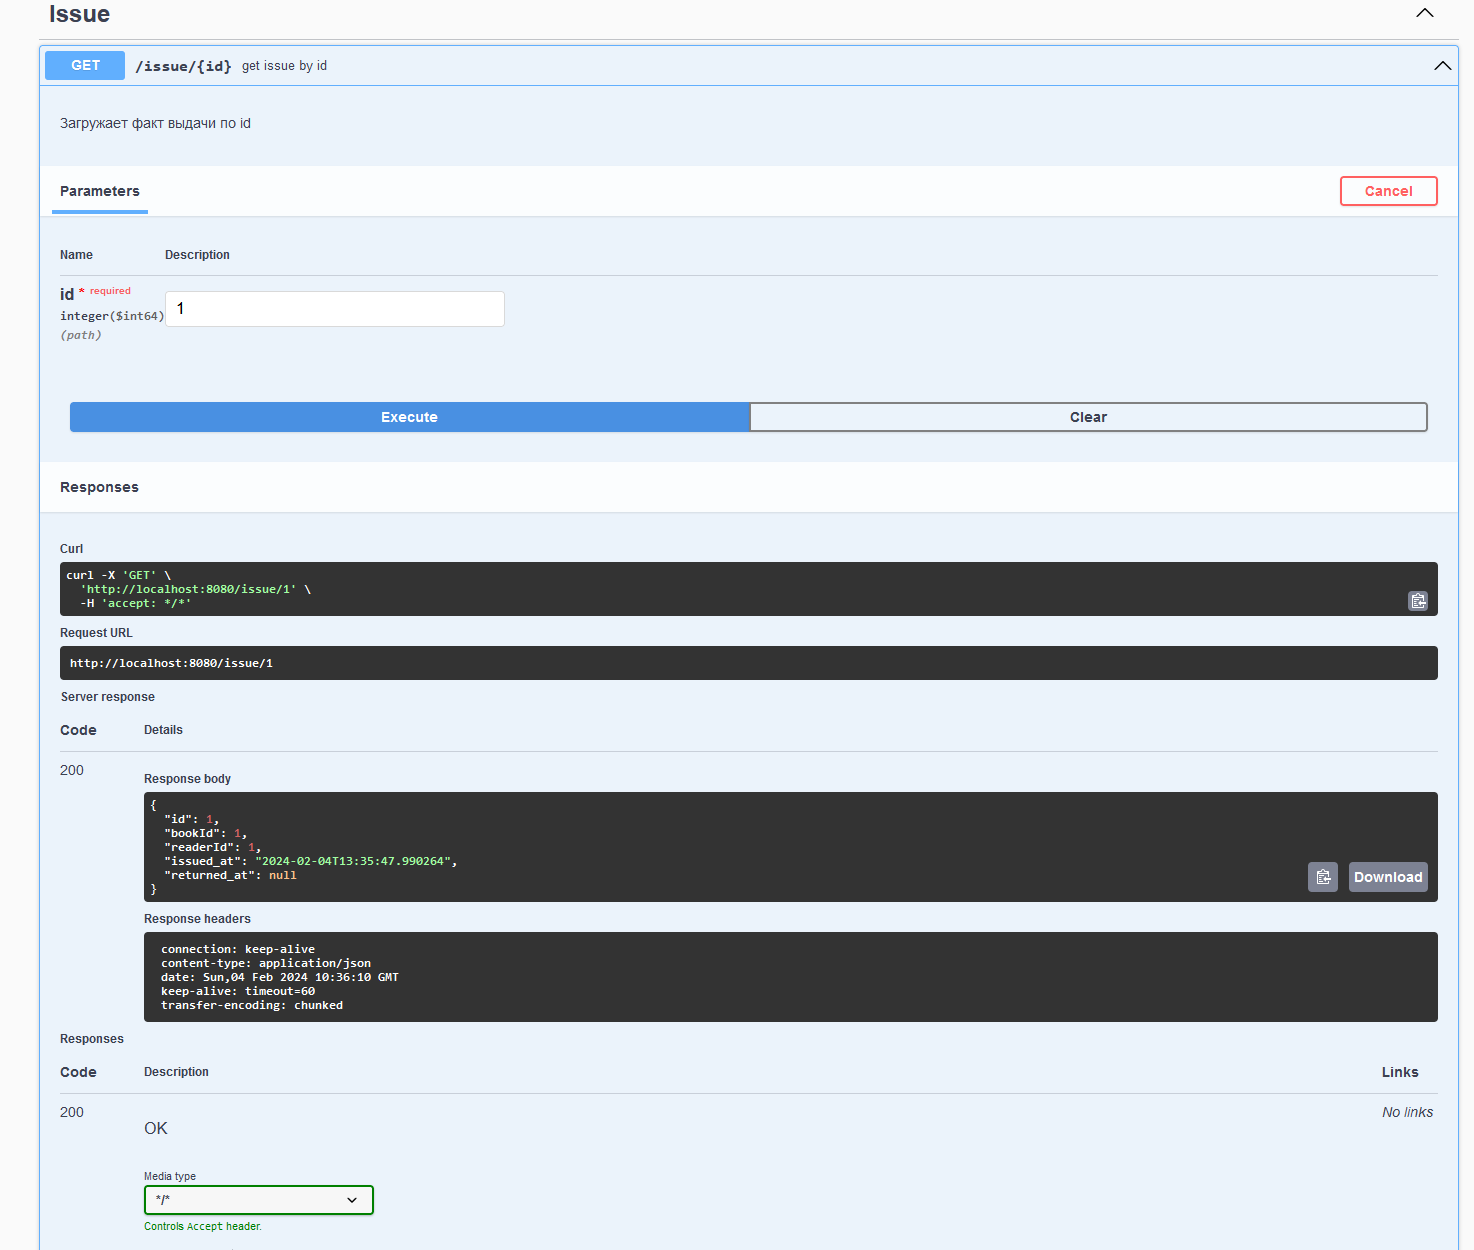 Issue
GET /issue/{id} get issue by id
Загружает факт выдачи по id
Parameters
Cancel
Name Description
id * required
integer($int64)
(path)
1
Execute
Clear
Responses
Curl
curl -X 'GET' \
'http://localhost:8080/issue/1' \
-H 'accept: */*'
Request URL
http://localhost:8080/issue/1
Server response
Code Details
200
Response body
{
"id": 1,
"bookId": 1,
"readerId": 1,
"issued_at": "2024-02-04T13:35:47.990264",
"returned_at": null
}
Download
Response headers
connection: keep-alive
content-type: application/json
date: Sun,04 Feb 2024 10:36:10 GMT
keep-alive: timeout=60
transfer-encoding: chunked
Responses
Code Description Links
200
OK
No links
Media type
*/*
Controls Accept header.